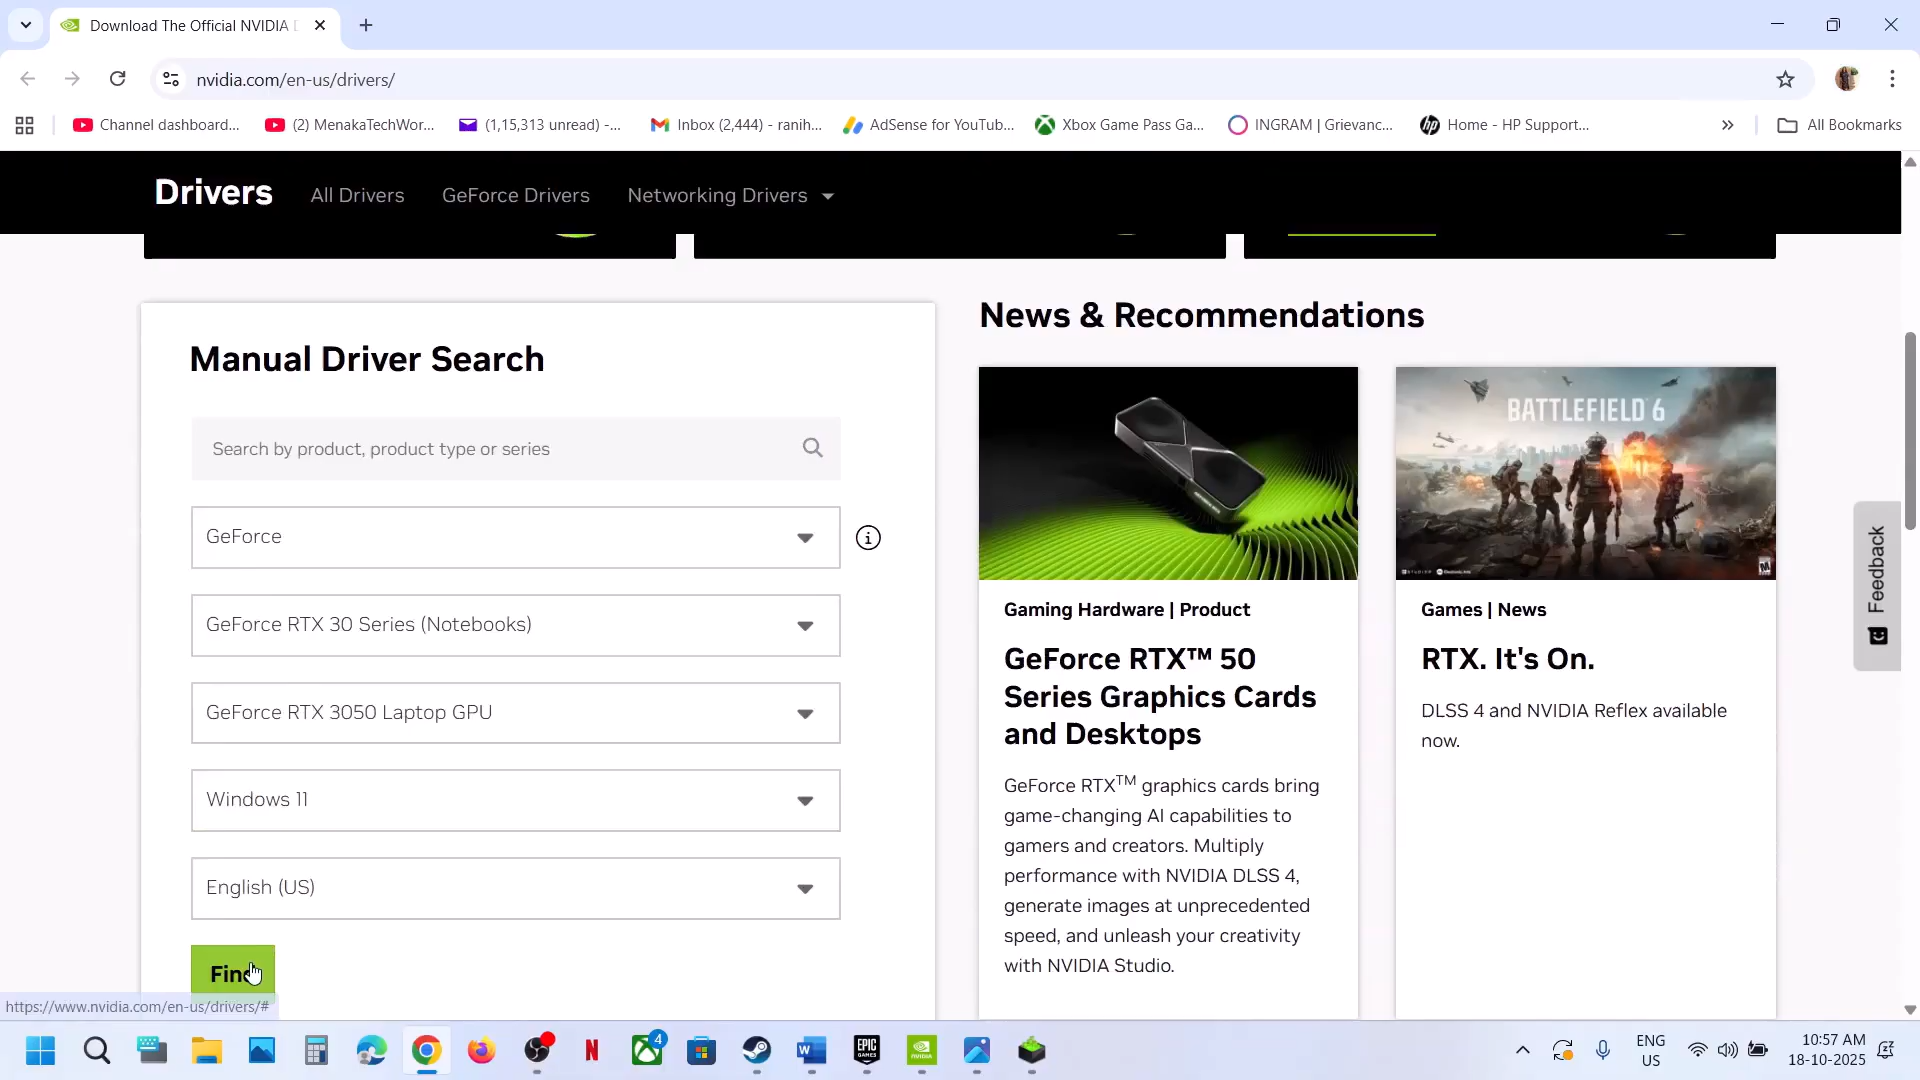 Download The Official NVIDIA D
nvidia.com/en-us/drivers/
Channel dashboard...
(2) MenakaTechWor...
(1,15,313 unread) -...
Inbox (2,444) - ranih...
AdSense for YouTub...
Xbox Game Pass Ga...
INGRAM | Grievanc...
Home - HP Support...
All Bookmarks
Drivers
All Drivers
GeForce Drivers
Networking Drivers
Manual Driver Search
Search by product, product type or series
GeForce
GeForce RTX 30 Series (Notebooks)
GeForce RTX 3050 Laptop GPU
Windows 11
English (US)
Find
https://www.nvidia.com/en-us/drivers/#
News & Recommendations
Gaming Hardware | Product
GeForce RTX™ 50
Series Graphics Cards
and Desktops
GeForce RTXTM graphics cards bring
game-changing AI capabilities to
gamers and creators. Multiply
performance with NVIDIA DLSS 4,
generate images at unprecedented
speed, and unleash your creativity
with NVIDIA Studio.
BATTLEFIELD 6
Games | News
RTX. It's On.
DLSS 4 and NVIDIA Reflex available
now.
Feedback
4
EPIC
GAMES
NVIDIA
ENG
US
10:57 AM
18-10-2025